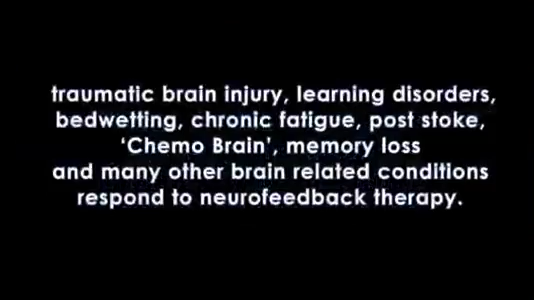 traumatic brain injury, learning disorders,
bedwetting, chronic fatigue, post stoke,
‘Chemo Brain’, memory loss
and many other brain related conditions
respond to neurofeedback therapy.